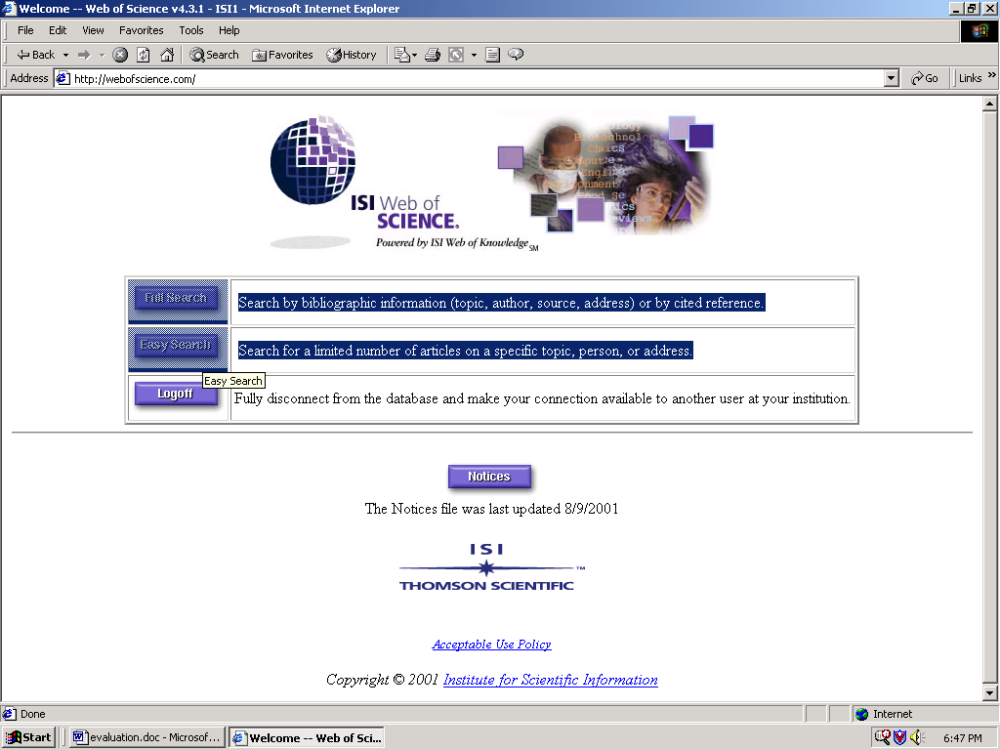 Welcome -- Web of Science v4.3.1 - ISI1 - Microsoft Internet Explorer
File Edit View Favorites Tools Help
Back Search Favorites History
Address http://webofscience.com/ Go Links »
ISI Web of
SCIENCE.
Powered by ISI Web of Knowledge SM
Full Search Search by bibliographic information (topic, author, source, address) or by cited reference.
Easy Search Search for a limited number of articles on a specific topic, person, or address.
Easy Search
Logoff Fully disconnect from the database and make your connection available to another user at your institution.
Notices
The Notices file was last updated 8/9/2001
ISI
THOMSON SCIENTIFIC ™
Acceptable Use Policy
Copyright © 2001 Institute for Scientific Information
Done Internet
Start evaluation.doc - Microsof... Welcome -- Web of Sci... 6:47 PM